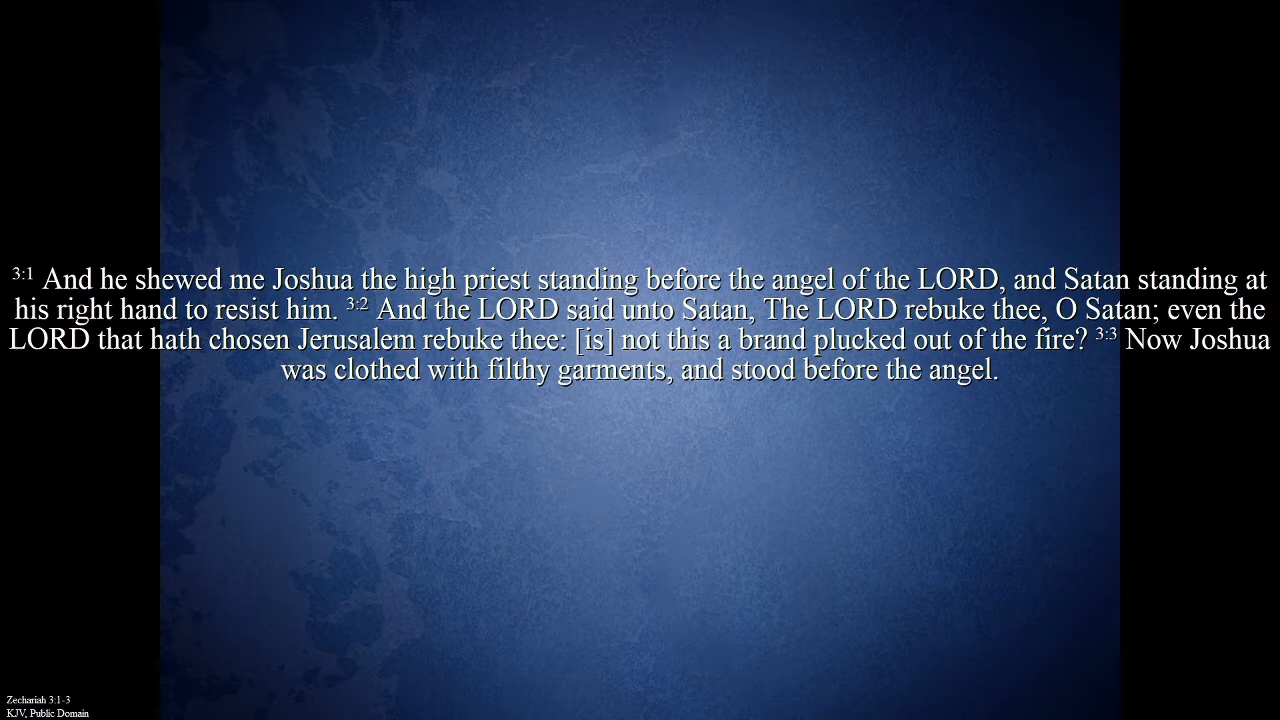 3:1 And he shewed me Joshua the high priest standing before the angel of the LORD, and Satan standing at
his right hand to resist him. 3:2 And the LORD said unto Satan, The LORD rebuke thee, O Satan; even the
LORD that hath chosen Jerusalem rebuke thee: [is] not this a brand plucked out of the fire? 3:3 Now Joshua
was clothed with filthy garments, and stood before the angel.
Zechariah 3:1-3
KJV, Public Domain